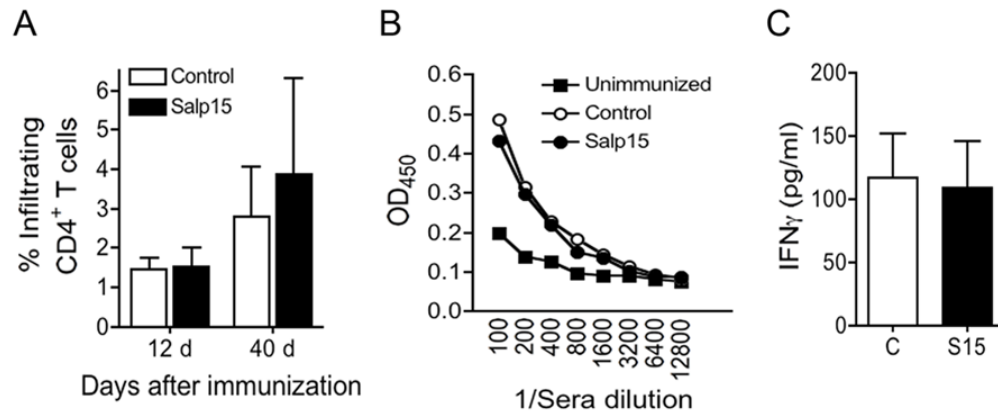 A
Control
Salp15
% Infiltrating
CD4+ T cells
6
5
4
3
2
1
0
12 d
40 d
Days after immunization
B
Unimmunized
Control
Salp15
OD450
0.6
0.5
0.4
0.3
0.2
0.1
0.0
100
200
400
800
1600
3200
6400
12800
1/Sera dilution
C
IFNγ (pg/ml)
200
150
100
50
0
C
S15